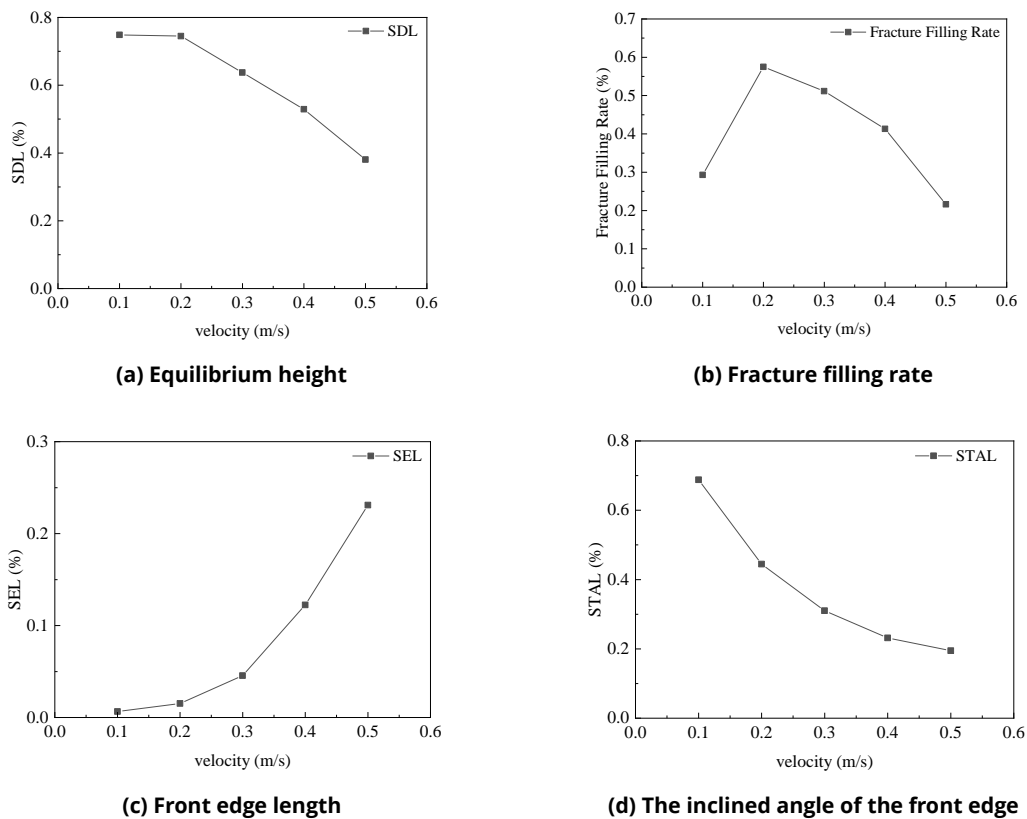 0.8
0.6
0.4
0.2
0.0
SDL (%)
SDL
0.0 0.1 0.2 0.3 0.4 0.5 0.6
velocity (m/s)
(a) Equilibrium height
0.7
0.6
0.5
0.4
0.3
0.2
0.1
0.0
Fracture Filling Rate (%)
Fracture Filling Rate
0.0 0.1 0.2 0.3 0.4 0.5 0.6
velocity (m/s)
(b) Fracture filling rate
0.3
0.2
0.1
0.0
SEL (%)
SEL
0.0 0.1 0.2 0.3 0.4 0.5 0.6
velocity (m/s)
(c) Front edge length
0.8
0.6
0.4
0.2
0.0
STAL (%)
STAL
0.0 0.1 0.2 0.3 0.4 0.5 0.6
velocity (m/s)
(d) The inclined angle of the front edge